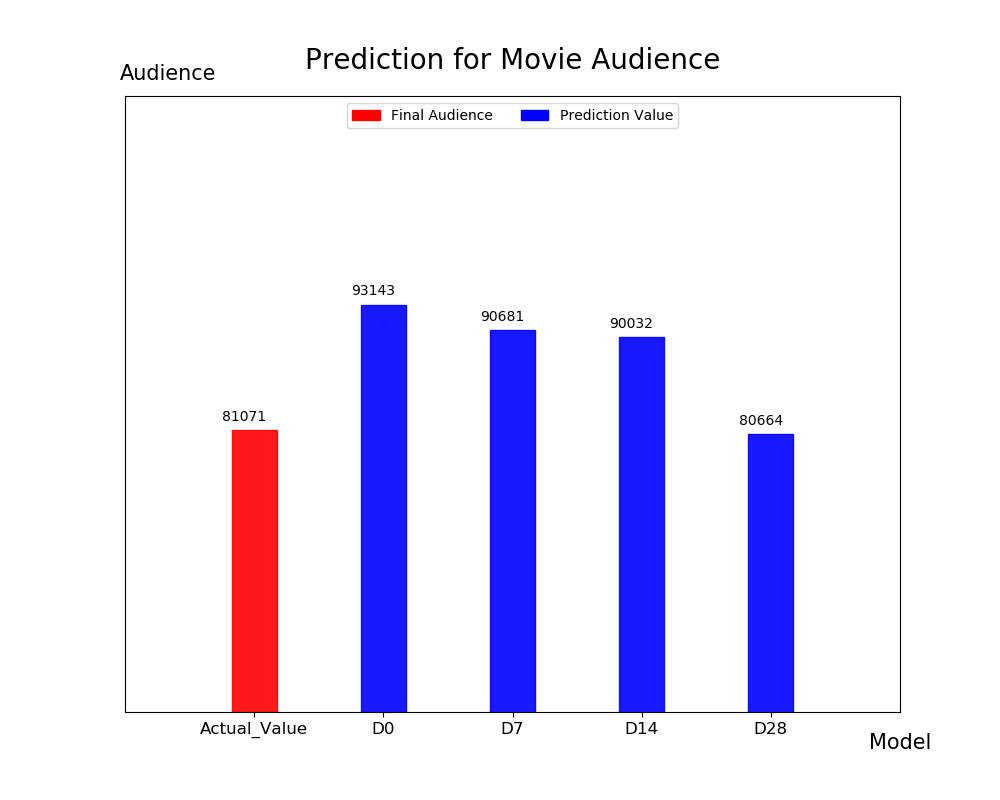 Prediction for Movie Audience
Audience
Final Audience
Prediction Value
93143
90681
90032
81071
80664
Actual_Value
D0
D7
D14
D28
Model